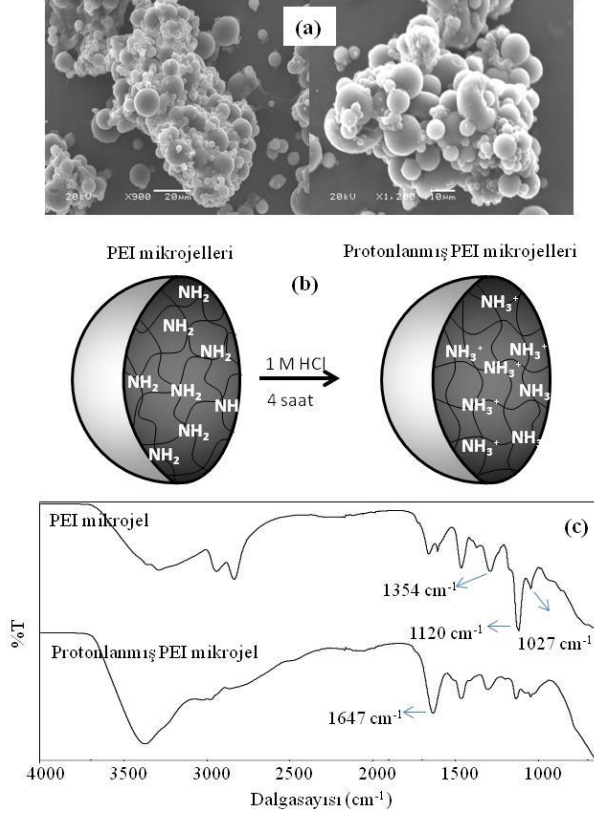 (a)
20kV X900 20µm
20kV X1,200 10µm
PEI mikrojelleri
(b)
Protonlanmış PEI mikrojelleri
NH2
NH2
NH2
NH2
NH2
NH
NH2
NH2
1 M HCl
4 saat
NH3+
NH3+
NH3+
NH3+
NH3+
NH3
NH3+
NH3
PEI mikrojel
(c)
1354 cm-1
1120 cm-1
1027 cm-1
%T
Protonlanmış PEI mikrojel
1647 cm-1
4000 3500 3000 2500 2000 1500 1000
Dalgasayısı (cm-1)